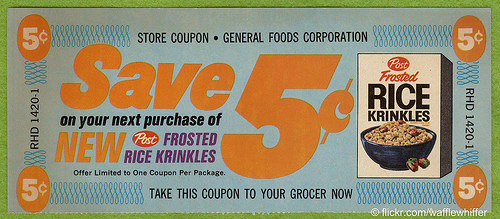 5¢
5¢
STORE COUPON • GENERAL FOODS CORPORATION
Save
5¢
on your next purchase of
NEW Post FROSTED
RICE KRINKLES
Offer Limited to One Coupon Per Package.
TAKE THIS COUPON TO YOUR GROCER NOW
RHD 1420-1
RHD 1420-1
Post
Frosted
RICE
KRINKLES
5¢
5¢
© flickr.com/wafflewhiffer